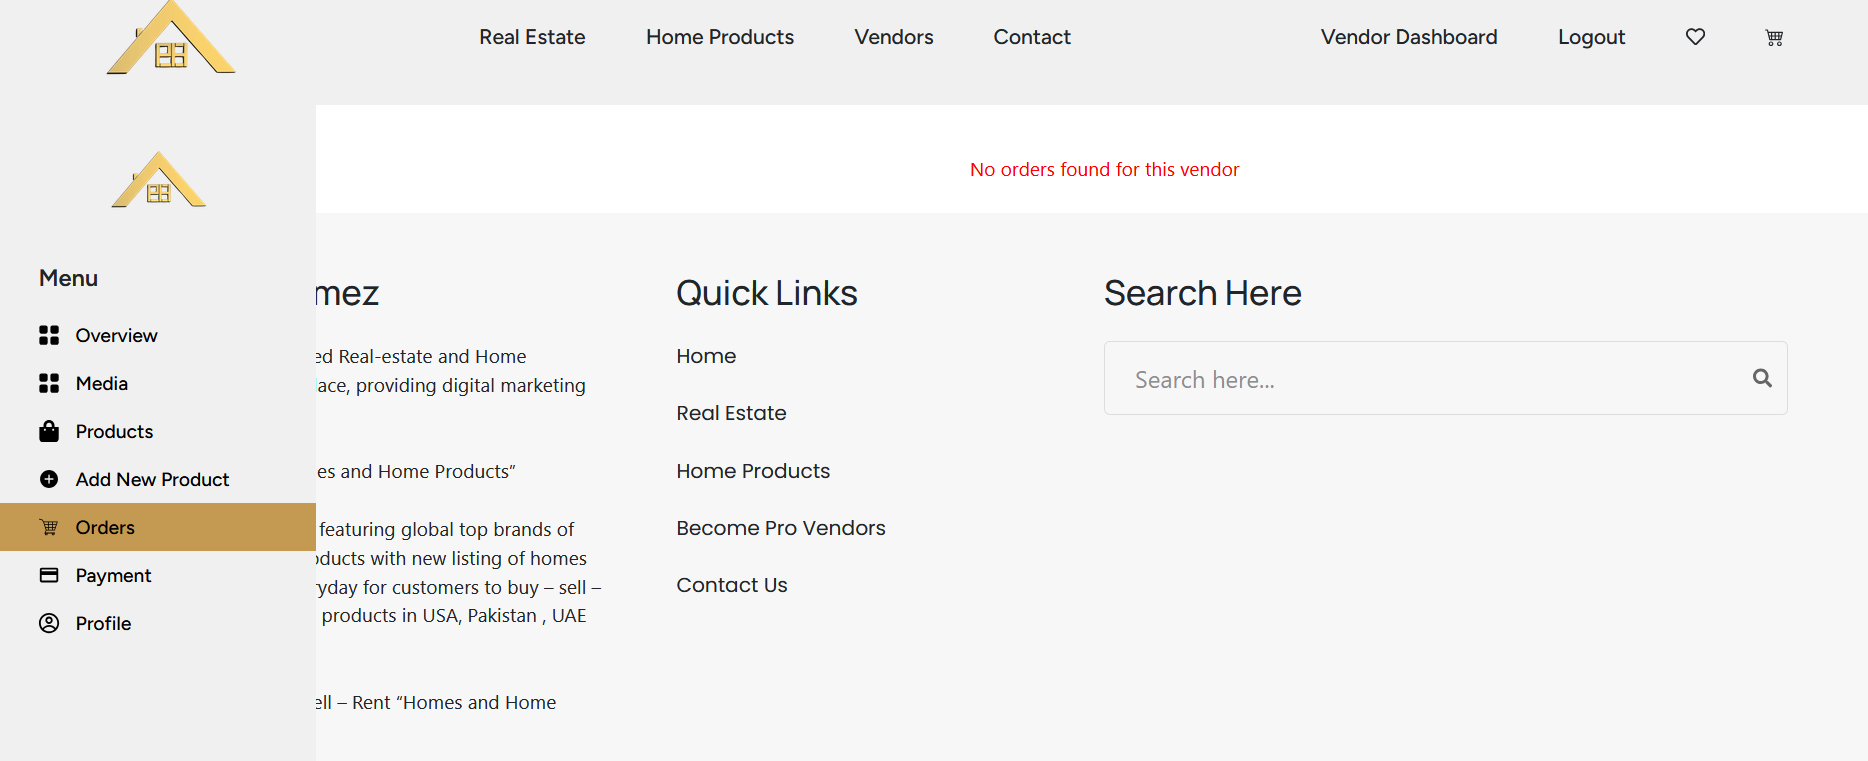 Real Estate
Home Products
Vendors
Contact
Vendor Dashboard
Logout
Menu
Overview
Media
Products
Add New Product
Orders
Payment
Profile
No orders found for this vendor
mez
ed Real-estate and Home
lace, providing digital marketing
es and Home Products”
featuring global top brands of
oducts with new listing of homes
ryday for customers to buy – sell –
products in USA, Pakistan , UAE
ell – Rent “Homes and Home
Quick Links
Home
Real Estate
Home Products
Become Pro Vendors
Contact Us
Search Here
Search here...